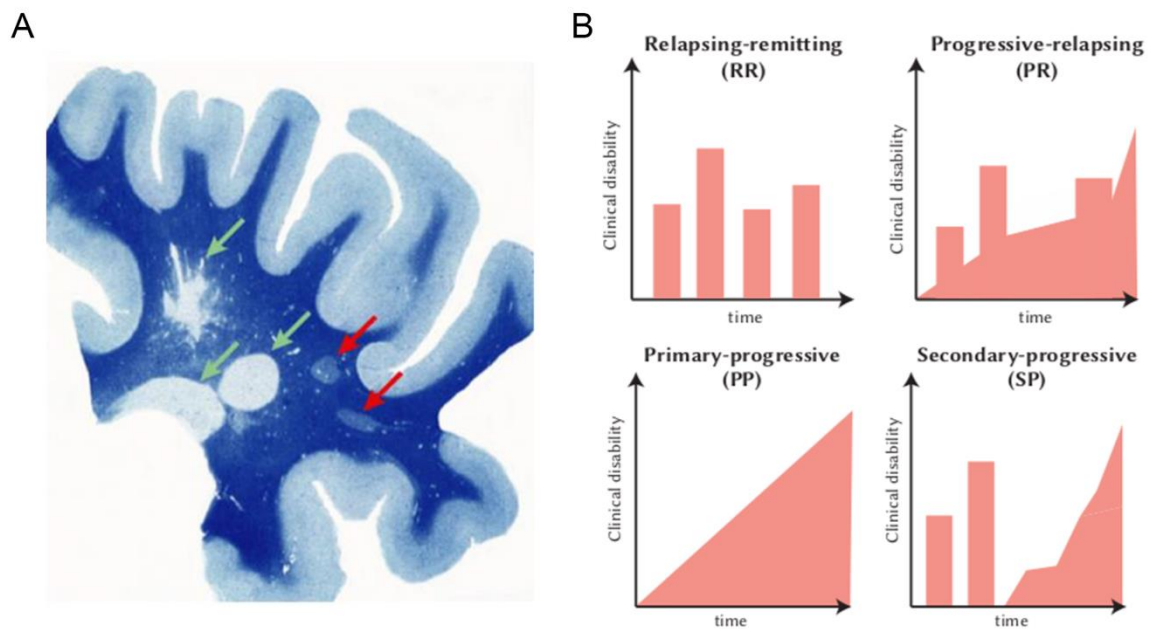 A
B
Relapsing-remitting
(RR)
Clinical disability
time
Progressive-relapsing
(PR)
Clinical disability
time
Primary-progressive
(PP)
Clinical disability
time
Secondary-progressive
(SP)
Clinical disability
time